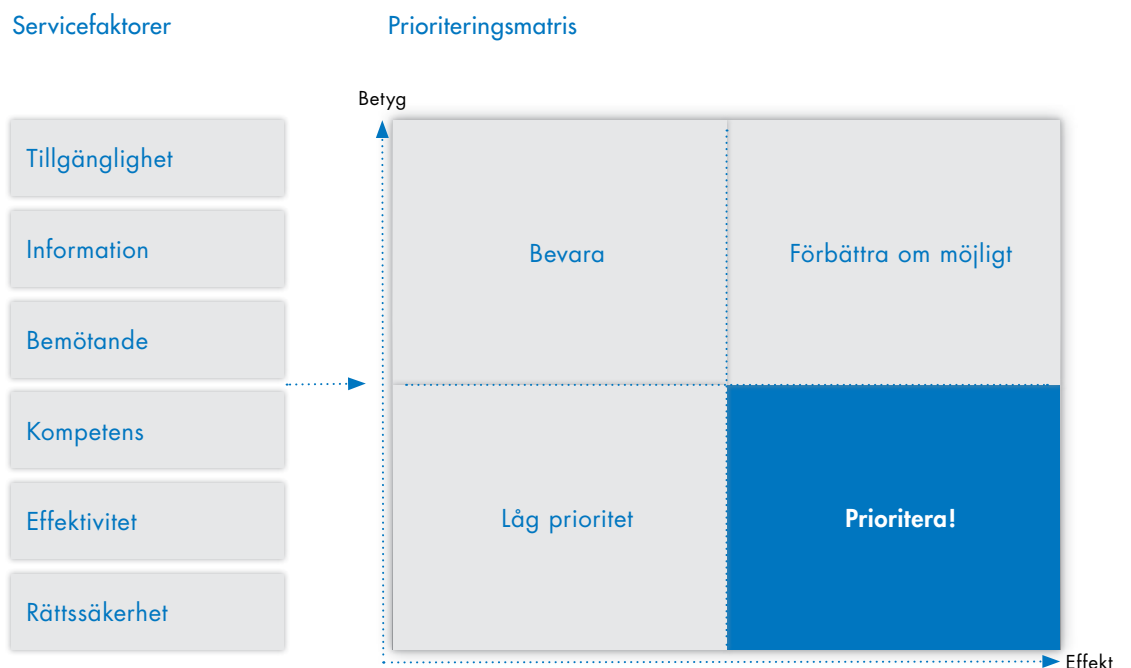 Servicefaktorer
Prioriteringsmatris
Betyg
Tillgänglighet
Information
Bemötande
Kompetens
Effektivitet
Rättssäkerhet
Bevara
Förbättra om möjligt
Låg prioritet
Prioritera!
Effekt